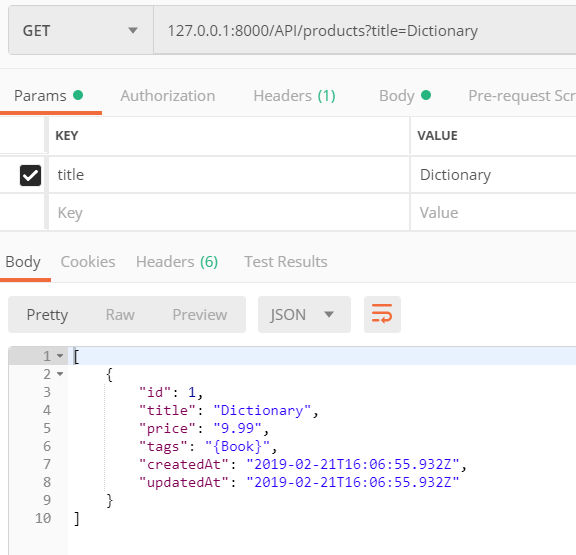 GET 127.0.0.1:8000/API/products?title=Dictionary
Params Authorization Headers (1) Body Pre-request Scr
KEY VALUE
title Dictionary
Key Value
Body Cookies Headers (6) Test Results
Pretty Raw Preview JSON
1 [
2 {
3 "id": 1,
4 "title": "Dictionary",
5 "price": "9.99",
6 "tags": "{Book}",
7 "createdAt": "2019-02-21T16:06:55.932Z",
8 "updatedAt": "2019-02-21T16:06:55.932Z"
9 }
10 ]